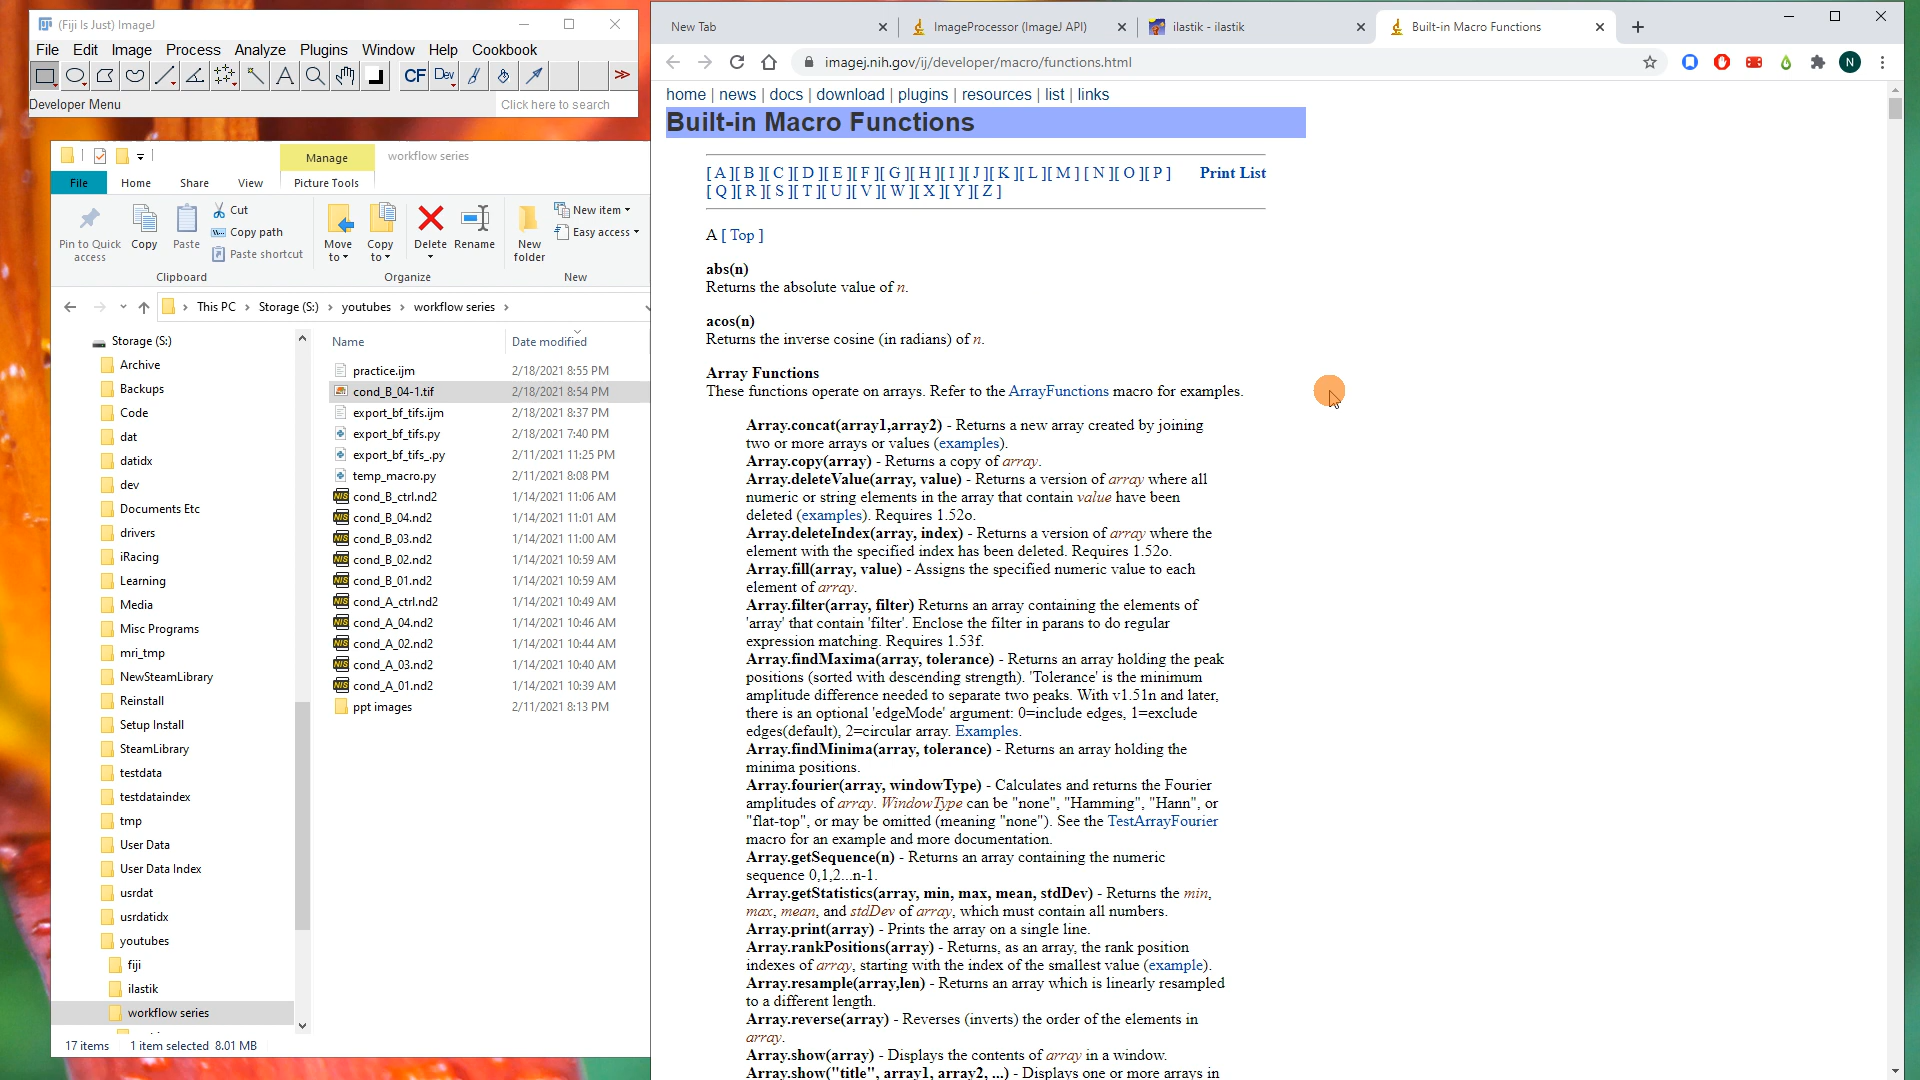 (Fiji Is Just) ImageJ
File Edit Image Process Analyze Plugins Window Help Cookbook
CF Dev
Developer Menu
Click here to search
Manage
workflow series
File Home Share View Picture Tools
Pin to Quick access
Copy
Paste
Cut
Copy path
Paste shortcut
Clipboard
Move to
Copy to
Delete
Rename
Organize
New folder
New item
Easy access
New
This PC > Storage (S:) > youtubes > workflow series >
Storage (S:)
Archive
Backups
Code
dat
datidx
dev
Documents Etc
drivers
iRacing
Learning
Media
Misc Programs
mri_tmp
NewSteamLibrary
Reinstall
Setup Install
SteamLibrary
testdata
testdataindex
tmp
User Data
User Data Index
usrdat
usrdatidx
youtubes
fiji
ilastik
workflow series
Name Date modified
practice.ijm 2/18/2021 8:55 PM
cond_B_04-1.tif 2/18/2021 8:54 PM
export_bf_tifs.ijm 2/18/2021 8:37 PM
export_bf_tifs.py 2/18/2021 7:40 PM
export_bf_tifs_.py 2/11/2021 11:25 PM
temp_macro.py 2/11/2021 8:08 PM
cond_B_ctrl.nd2 1/14/2021 11:06 AM
cond_B_04.nd2 1/14/2021 11:01 AM
cond_B_03.nd2 1/14/2021 11:00 AM
cond_B_02.nd2 1/14/2021 10:59 AM
cond_B_01.nd2 1/14/2021 10:59 AM
cond_A_ctrl.nd2 1/14/2021 10:49 AM
cond_A_04.nd2 1/14/2021 10:46 AM
cond_A_02.nd2 1/14/2021 10:44 AM
cond_A_03.nd2 1/14/2021 10:40 AM
cond_A_01.nd2 1/14/2021 10:39 AM
ppt images 2/11/2021 8:13 PM
17 items 1 item selected 8.01 MB
New Tab
ImageProcessor (ImageJ API)
ilastik - ilastik
Built-in Macro Functions
imagej.nih.gov/ij/developer/macro/functions.html
N
home | news | docs | download | plugins | resources | list | links
Built-in Macro Functions
[ A ][ B ][ C ][ D ][ E ][ F ][ G ][ H ][ I ][ J ][ K ][ L ][ M ] [ N ][ O ][ P ] Print List
[ Q ][ R ][ S ][ T ][ U ][ V ][ W ][ X ][ Y ][ Z ]
A [ Top ]
abs(n)
Returns the absolute value of n.
acos(n)
Returns the inverse cosine (in radians) of n.
Array Functions
These functions operate on arrays. Refer to the ArrayFunctions macro for examples.
Array.concat(array1,array2) - Returns a new array created by joining
two or more arrays or values (examples).
Array.copy(array) - Returns a copy of array.
Array.deleteValue(array, value) - Returns a version of array where all
numeric or string elements in the array that contain value have been
deleted (examples). Requires 1.52o.
Array.deleteIndex(array, index) - Returns a version of array where the
element with the specified index has been deleted. Requires 1.52o.
Array.fill(array, value) - Assigns the specified numeric value to each
element of array.
Array.filter(array, filter) Returns an array containing the elements of
'array' that contain 'filter'. Enclose the filter in parans to do regular
expression matching. Requires 1.53f.
Array.findMaxima(array, tolerance) - Returns an array holding the peak
positions (sorted with descending strength). 'Tolerance' is the minimum
amplitude difference needed to separate two peaks. With v1.51n and later,
there is an optional 'edgeMode' argument: 0=include edges, 1=exclude
edges(default), 2=circular array. Examples.
Array.findMinima(array, tolerance) - Returns an array holding the
minima positions.
Array.fourier(array, windowType) - Calculates and returns the Fourier
amplitudes of array. WindowType can be "none", "Hamming", "Hann", or
"flat-top", or may be omitted (meaning "none"). See the TestArrayFourier
macro for an example and more documentation.
Array.getSequence(n) - Returns an array containing the numeric
sequence 0,1,2...n-1.
Array.getStatistics(array, min, max, mean, stdDev) - Returns the min,
max, mean, and stdDev of array, which must contain all numbers.
Array.print(array) - Prints the array on a single line.
Array.rankPositions(array) - Returns, as an array, the rank position
indexes of array, starting with the index of the smallest value (example).
Array.resample(array,len) - Returns an array which is linearly resampled
to a different length.
Array.reverse(array) - Reverses (inverts) the order of the elements in
array.
Array.show(array) - Displays the contents of array in a window.
Array.show("title", array1, array2, ...) - Displays one or more arrays in